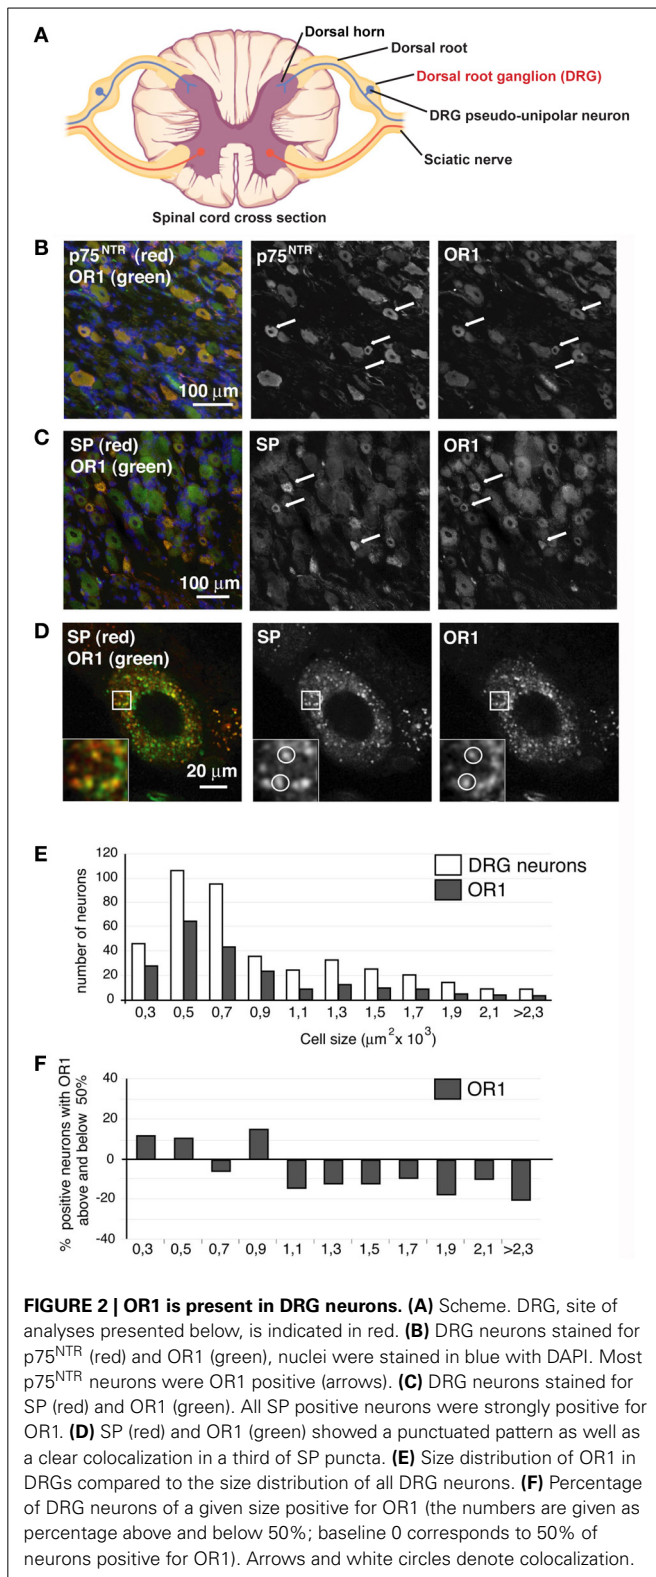 A
Dorsal horn
Dorsal root
Dorsal root ganglion (DRG)
DRG pseudo-unipolar neuron
Sciatic nerve
Spinal cord cross section
B
p75NTR (red)
OR1 (green)
100 μm
p75NTR
OR1
C
SP (red)
OR1 (green)
100 μm
SP
OR1
D
SP (red)
OR1 (green)
20 μm
SP
OR1
E
number of neurons
120
100
80
60
40
20
0
DRG neurons
OR1
0,3 0,5 0,7 0,9 1,1 1,3 1,5 1,7 1,9 2,1 >2,3
Cell size (μm2x 103)
F
% positive neurons with OR1
above and below 50%
40
20
0
-20
-40
OR1
0,3 0,5 0,7 0,9 1,1 1,3 1,5 1,7 1,9 2,1 >2,3
FIGURE 2 | OR1 is present in DRG neurons. (A) Scheme. DRG, site of
analyses presented below, is indicated in red. (B) DRG neurons stained for
p75NTR (red) and OR1 (green), nuclei were stained in blue with DAPI. Most
p75NTR neurons were OR1 positive (arrows). (C) DRG neurons stained for
SP (red) and OR1 (green). All SP positive neurons were strongly positive for
OR1. (D) SP (red) and OR1 (green) showed a punctuated pattern as well as
a clear colocalization in a third of SP puncta. (E) Size distribution of OR1 in
DRGs compared to the size distribution of all DRG neurons. (F) Percentage
of DRG neurons of a given size positive for OR1 (the numbers are given as
percentage above and below 50%; baseline 0 corresponds to 50% of
neurons positive for OR1). Arrows and white circles denote colocalization.